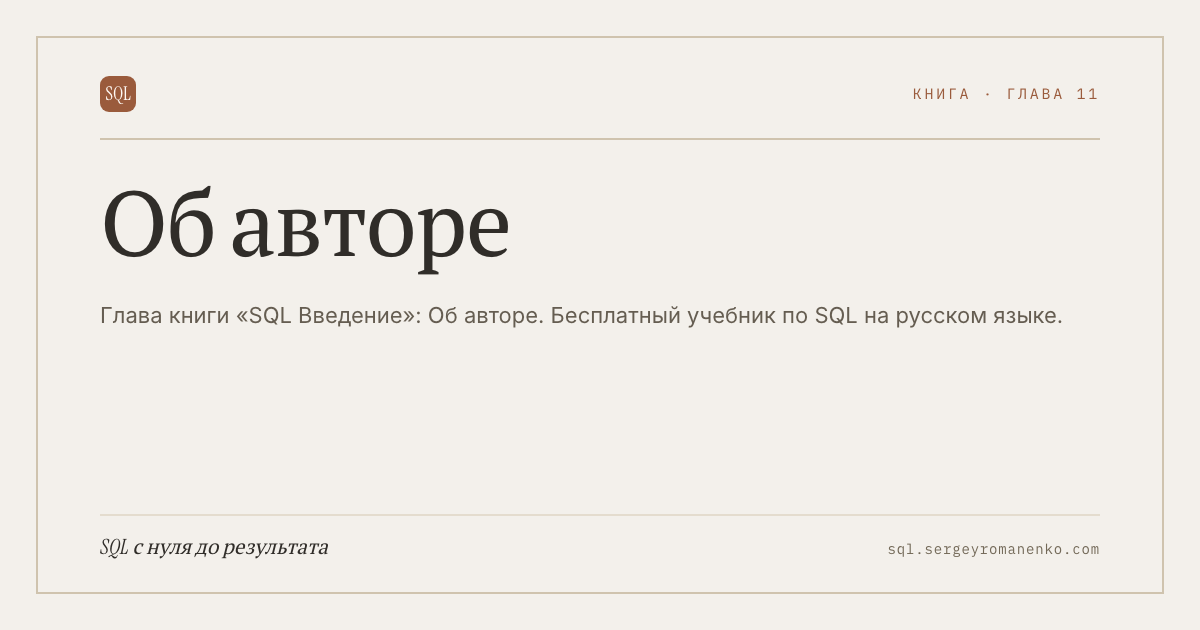 SQL
КНИГА · ГЛАВА 11
Об авторе
Глава книги «SQL Введение»: Об авторе. Бесплатный учебник по SQL на русском языке.
SQL с нуля до результата
sql.sergeyromanenko.com